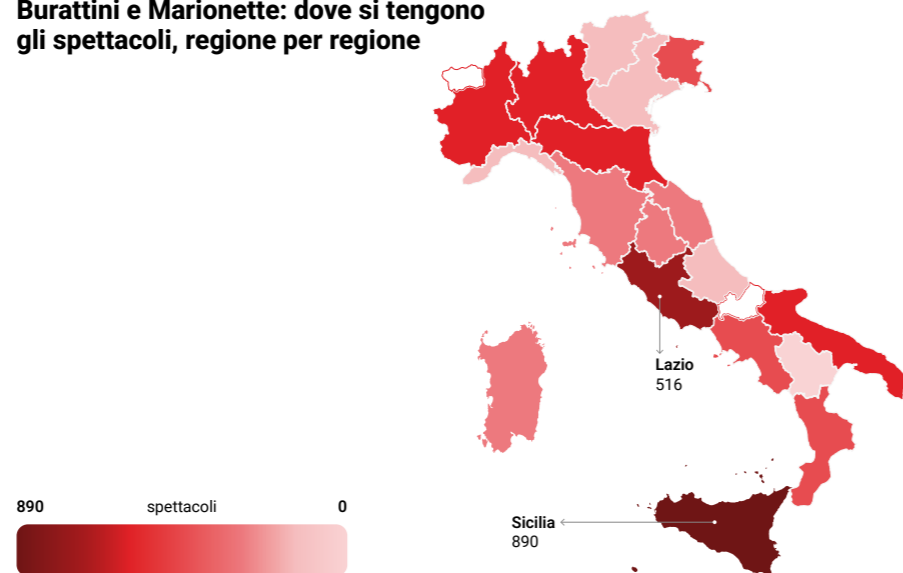 Burattini e Marionette: dove si tengono
gli spettacoli, regione per regione
Lazio
516
Sicilia
890
890 spettacoli 0